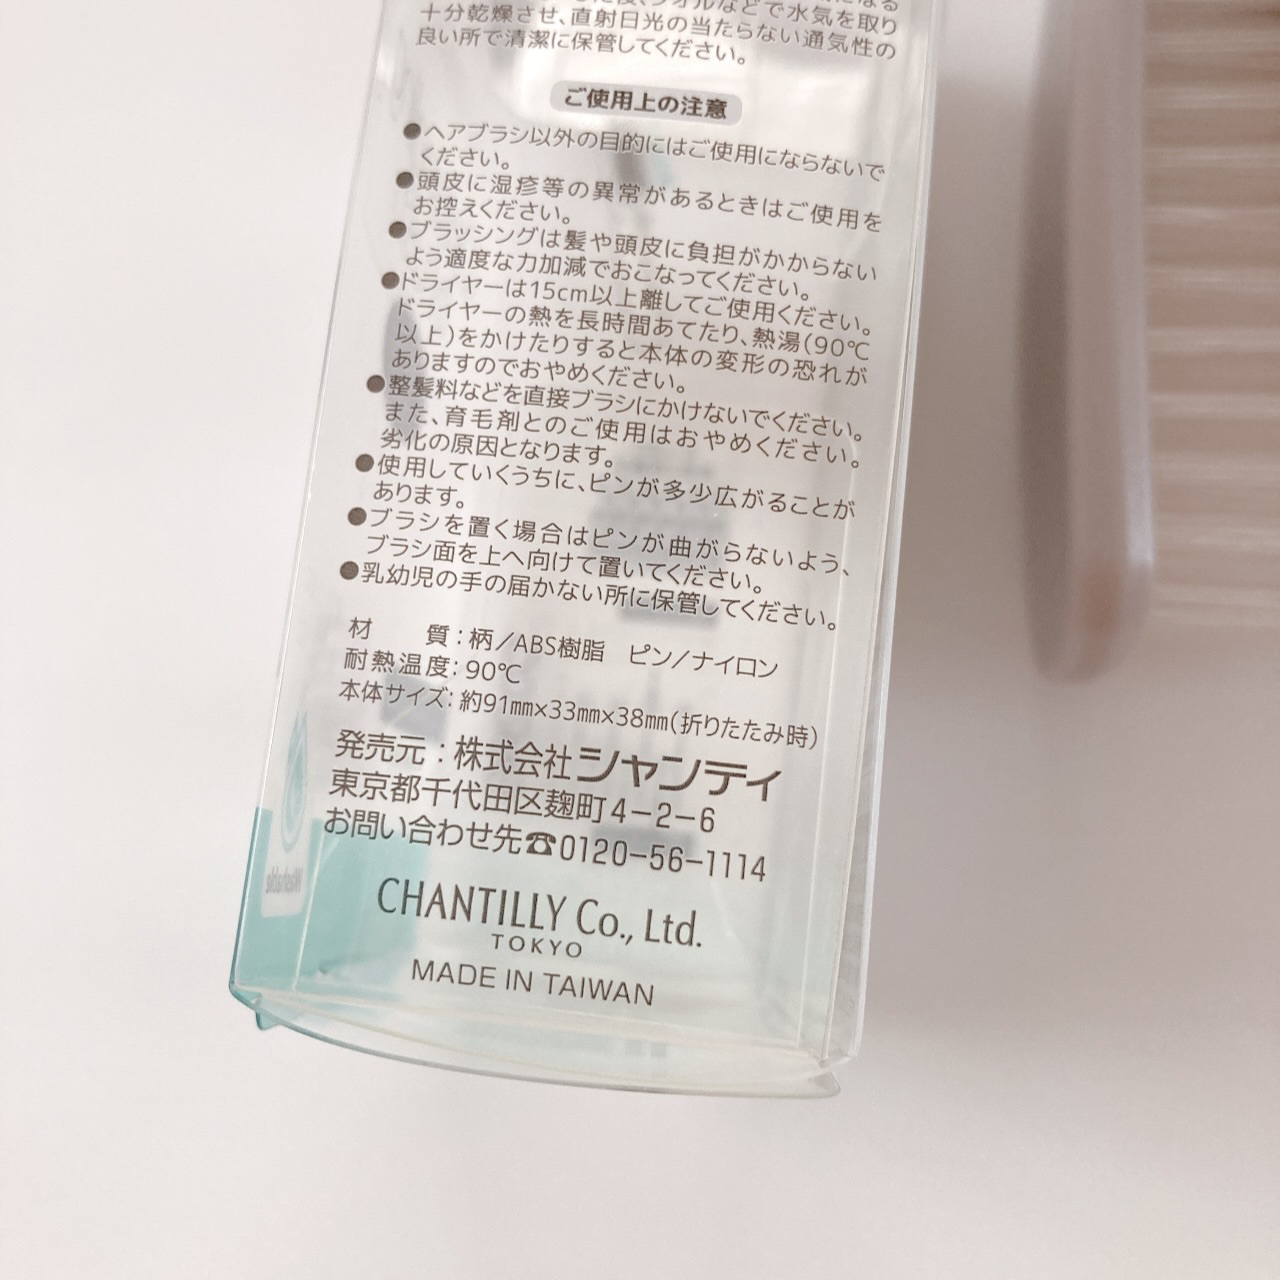 タオルなどで水気を取り
十分乾燥させ、直射日光の当たらない通気性の
良い所で清潔に保管してください。
ご使用上の注意
●ヘアブラシ以外の目的にはご使用にならないで
ください。
●頭皮に湿疹等の異常があるときはご使用を
お控えください。
●ブラッシングは髪や頭皮に負担がかからない
よう適度な力加減でおこなってください。
●ドライヤーは15cm以上離してご使用ください。
ドライヤーの熱を長時間あてたり、熱湯(90℃
以上)をかけたりすると本体の変形の恐れが
ありますのでおやめください。
●整髪料などを直接ブラシにかけないでください。
また、育毛剤とのご使用はおやめください。
劣化の原因となります。
●使用していくうちに、ピンが多少広がることが
あります。
●ブラシを置く場合はピンが曲がらないよう、
ブラシ面を上へ向けて置いてください。
●乳幼児の手の届かない所に保管してください。
材　　質：柄／ABS樹脂　ピン／ナイロン
耐熱温度：90℃
本体サイズ：約91mm×33mm×38mm(折りたたみ時)
発売元：株式会社シャンティ
東京都千代田区麹町4−2−6
お問い合わせ先☎0120−56−1114
CHANTILLY Co., Ltd.
TOKYO
MADE IN TAIWAN
Washable